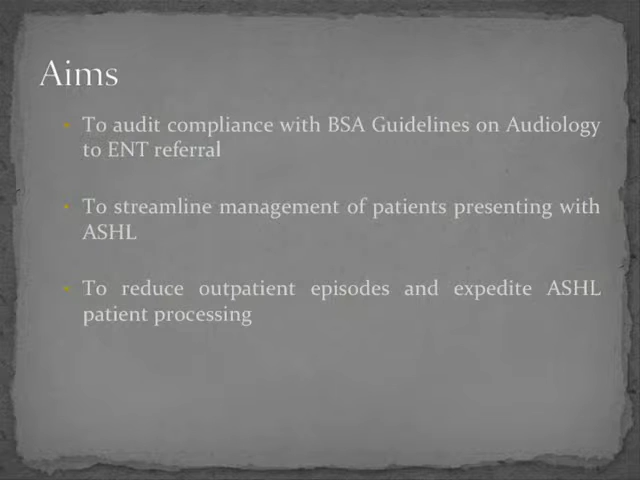 Aims
To audit compliance with BSA Guidelines on Audiology
to ENT referral
To streamline management of patients presenting with
ASHL
To reduce outpatient episodes and expedite ASHL
patient processing